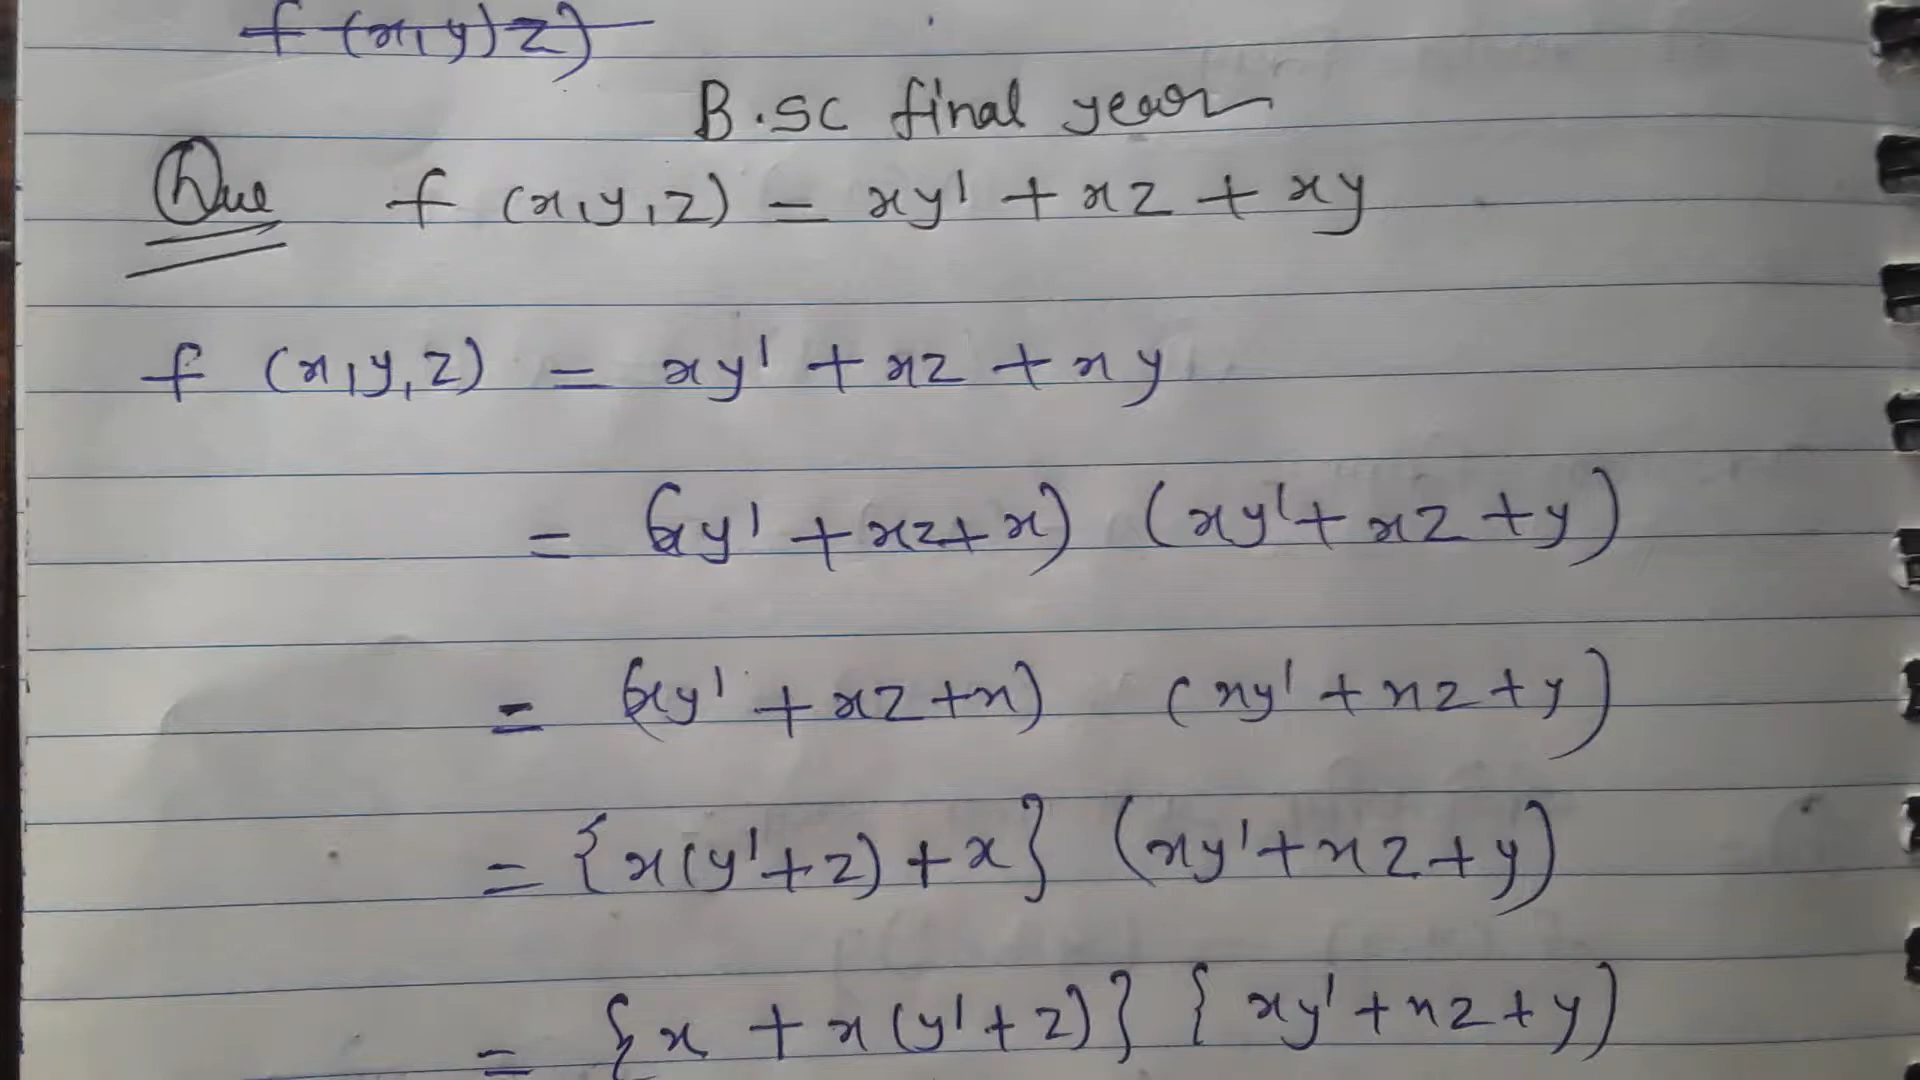 f (x,y) z)
B.SC final year
Que f (x,y,z) = xy' + xz + xy
f (x,y,z) = xy' + xz + xy
= (xy' + xz+x) (xy'+ xz +y)
= (xy' + xz +x) (xy' + xz +y)
= {x(y'+z) +x} (xy'+xz+y)
= {x + x(y'+z)} { xy'+xz+y)